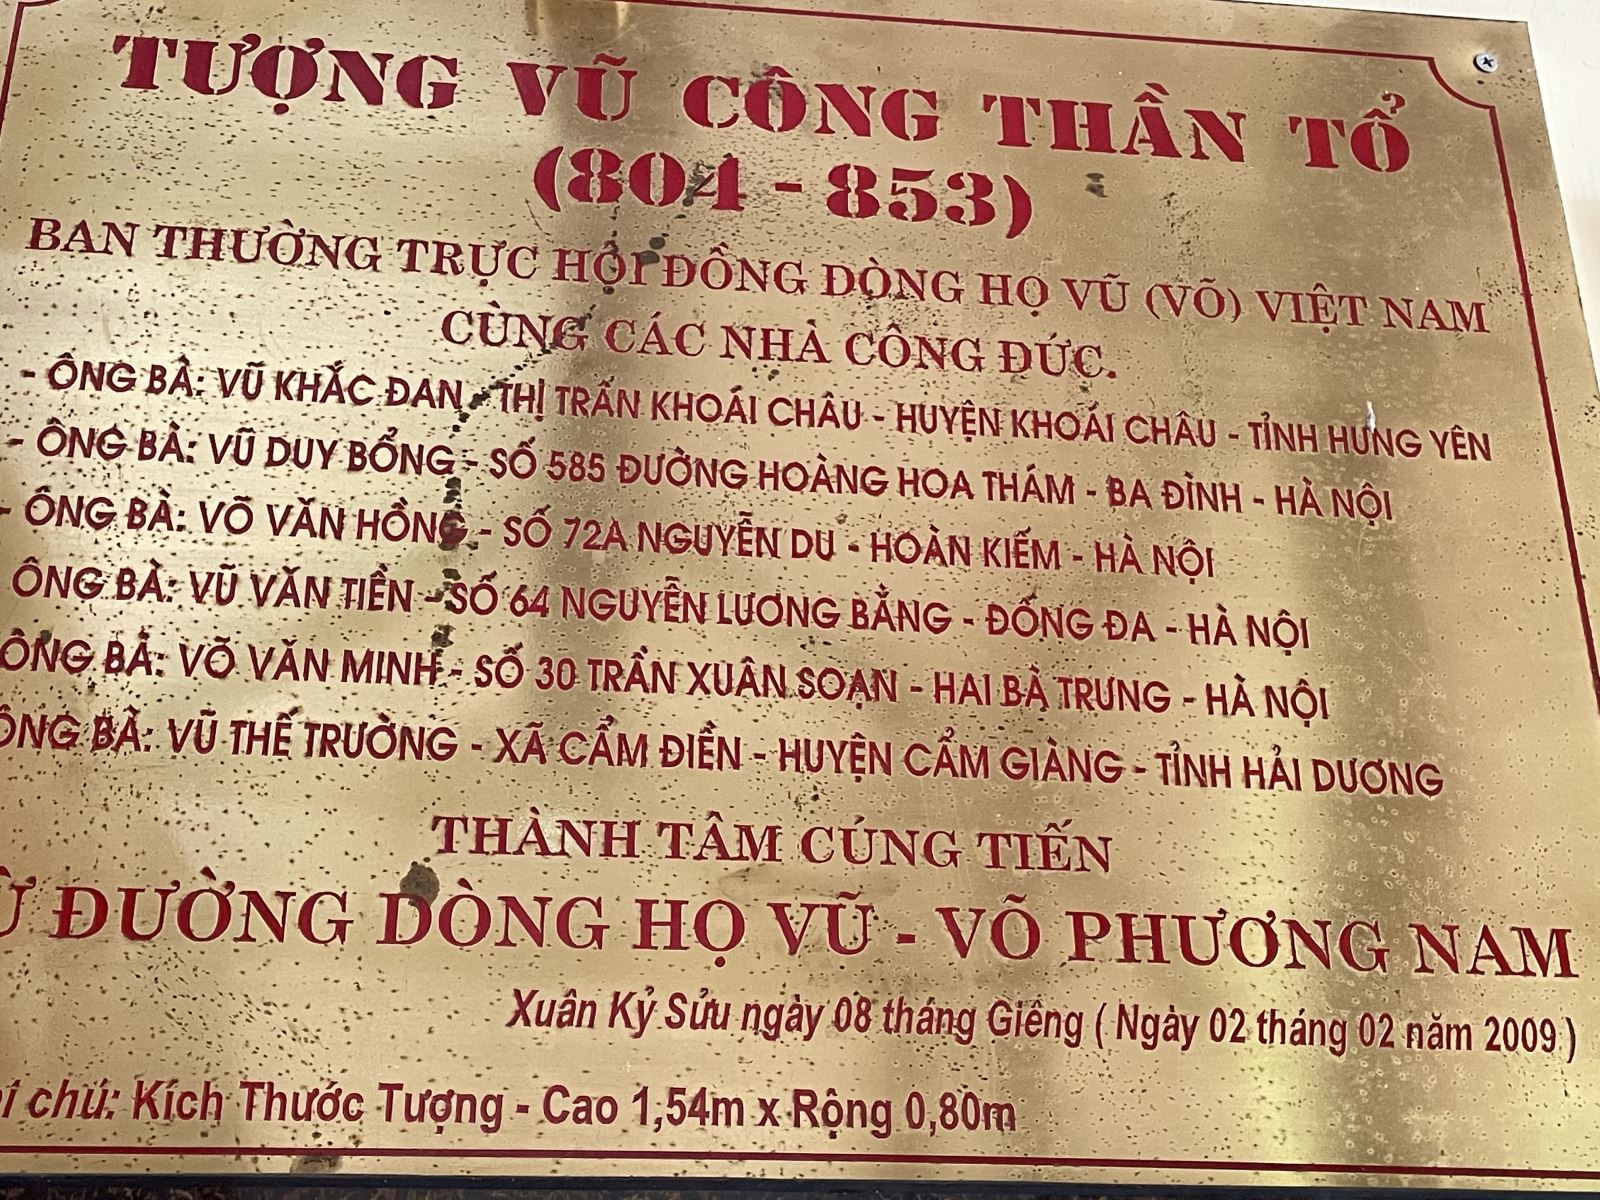 TƯỢNG VŨ CÔNG THẦN TỔ
(804 - 853)
BAN THƯỜNG TRỰC HỘI ĐỒNG DÒNG HỌ VŨ (VÕ) VIỆT NAM
CÙNG CÁC NHÀ CÔNG ĐỨC.
- ÔNG BÀ: VŨ KHẮC ĐAN - THỊ TRẤN KHOÁI CHÂU - HUYỆN KHOÁI CHÂU - TỈNH HƯNG YÊN
- ÔNG BÀ: VŨ DUY BỔNG - SỐ 585 ĐƯỜNG HOÀNG HOA THÁM - BA ĐÌNH - HÀ NỘI
- ÔNG BÀ: VÕ VĂN HỒNG - SỐ 72A NGUYỄN DU - HOÀN KIẾM - HÀ NỘI
ÔNG BÀ: VŨ VĂN TIỀN - SỐ 64 NGUYỄN LƯƠNG BẰNG - ĐỐNG ĐA - HÀ NỘI
ÔNG BÀ: VÕ VĂN MINH - SỐ 30 TRẦN XUÂN SOẠN - HAI BÀ TRƯNG - HÀ NỘI
ÔNG BÀ: VŨ THẾ TRƯỜNG - XÃ CẨM ĐIỀN - HUYỆN CẨM GIÀNG - TỈNH HẢI DƯƠNG
THÀNH TÂM CÚNG TIẾN
ĐƯỜNG DÒNG HỌ VŨ - VÕ PHƯƠNG NAM
Xuân Kỷ Sửu ngày 08 tháng Giêng ( Ngày 02 tháng 02 năm 2009 )
chú: Kích Thước Tượng - Cao 1,54m x Rộng 0,80m